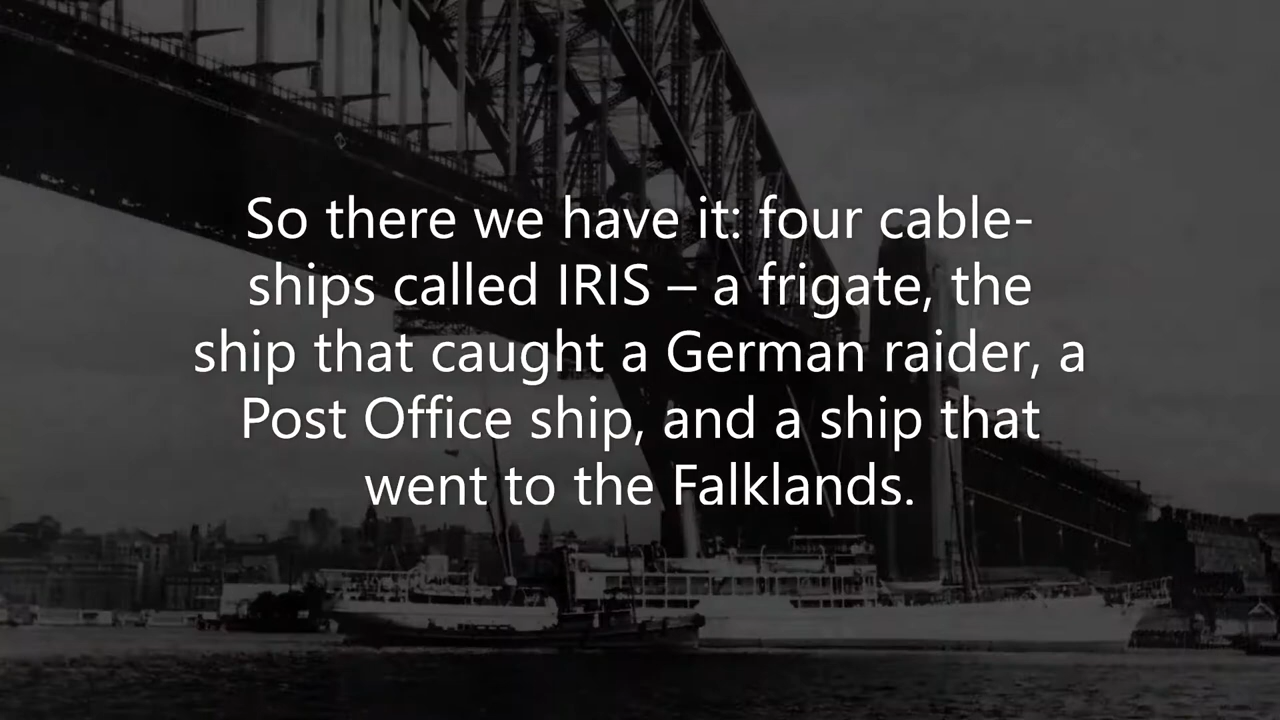 So there we have it: four cable-
ships called IRIS – a frigate, the
ship that caught a German raider, a
Post Office ship, and a ship that
went to the Falklands.